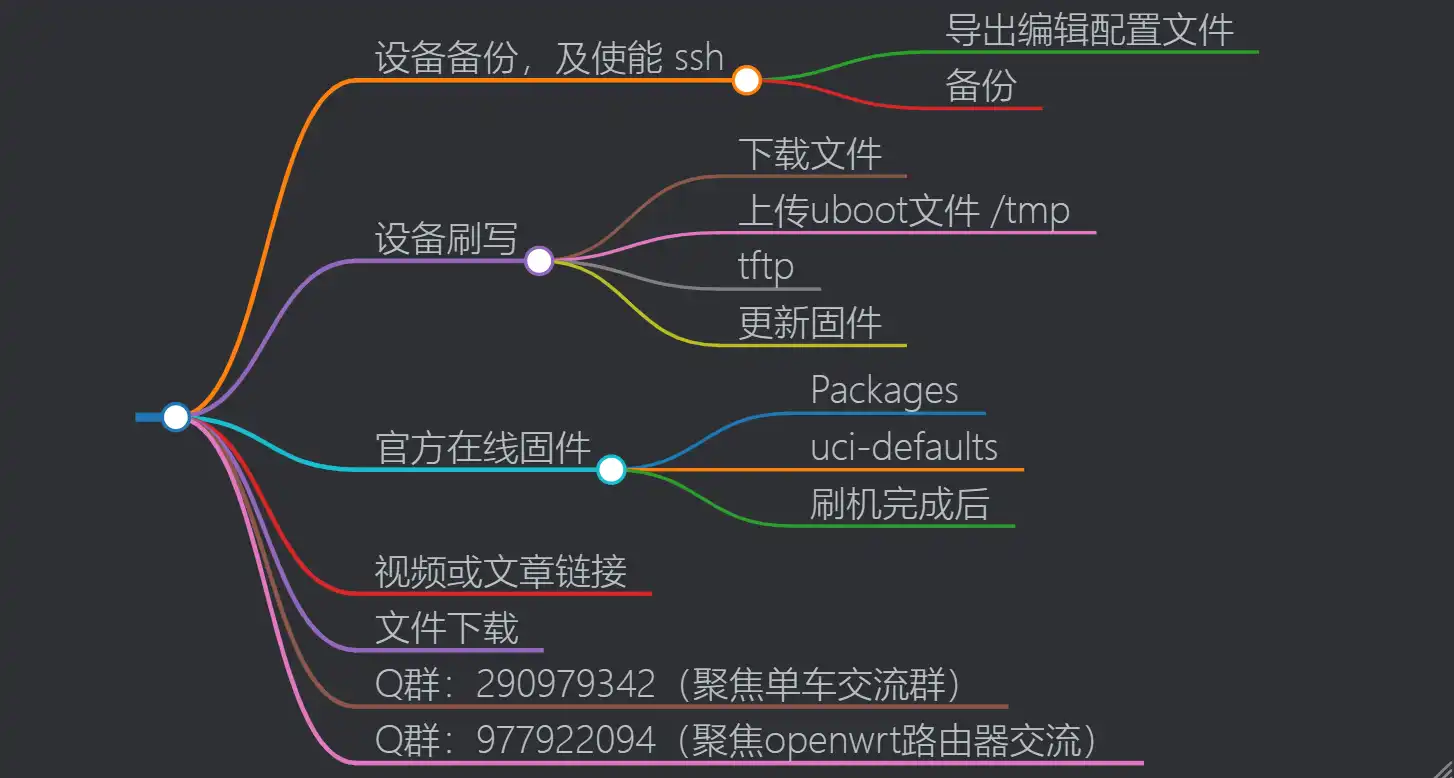 导出编辑配置文件
设备备份，及使能 ssh
备份
下载文件
上传uboot文件 /tmp
设备刷写
tftp
更新固件
Packages
官方在线固件
uci-defaults
刷机完成后
视频或文章链接
文件下载
Q群：290979342（聚焦单车交流群）
Q群：977922094（聚焦openwrt路由器交流）